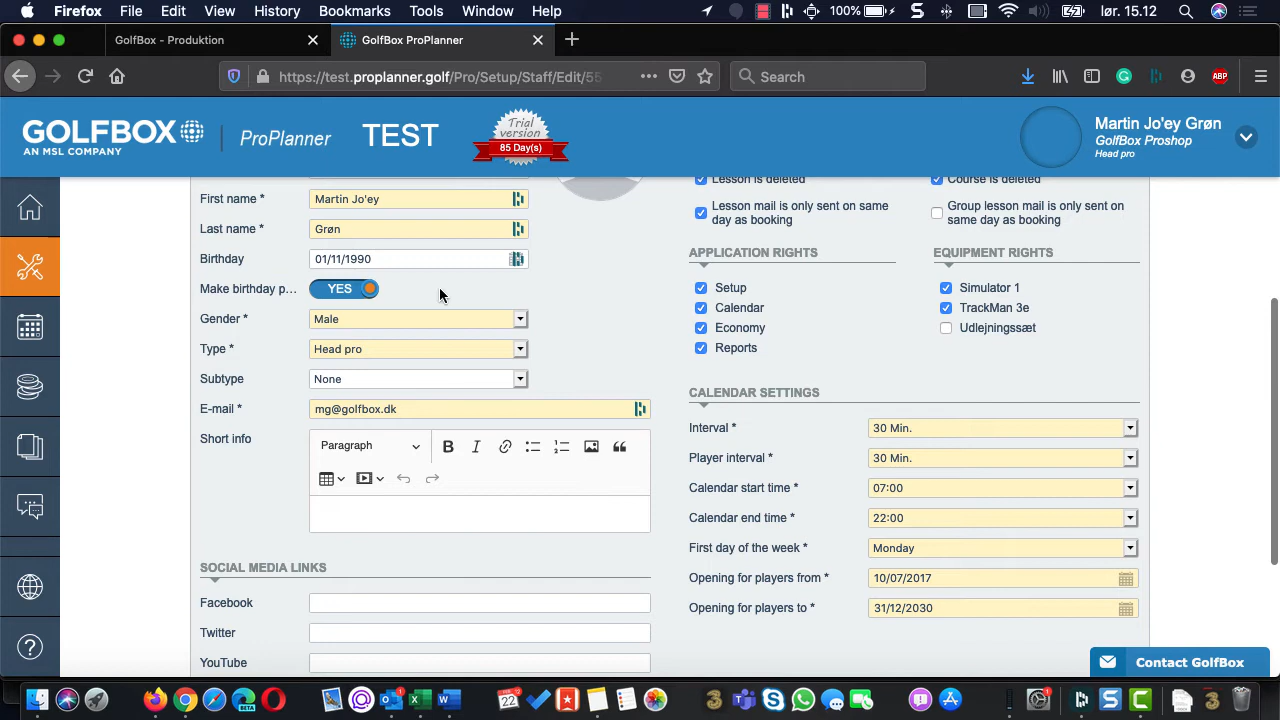 Firefox File Edit View History Bookmarks Tools Window Help 100% lør. 15.12
GolfBox - Produktion GolfBox ProPlanner
https://test.proplanner.golf/Pro/Setup/Staff/Edit/55 Search ABP
GOLFBOX ProPlanner TEST
AN MSL COMPANY
Trial
version
85 Day(s)
Martin Jo'ey Grøn
GolfBox Proshop
Head pro
Lesson is deleted Course is deleted
First name * Martin Jo'ey
Lesson mail is only sent on same
day as booking
Group lesson mail is only sent on
same day as booking
Last name * Grøn
Birthday 01/11/1990
APPLICATION RIGHTS EQUIPMENT RIGHTS
Make birthday p... YES
Setup Simulator 1
Calendar TrackMan 3e
Economy Udlejningssæt
Reports
Gender * Male
Type * Head pro
Subtype None
E-mail * mg@golfbox.dk
Short info Paragraph B I
CALENDAR SETTINGS
Interval * 30 Min.
Player interval * 30 Min.
Calendar start time * 07:00
Calendar end time * 22:00
First day of the week * Monday
Opening for players from * 10/07/2017
Opening for players to * 31/12/2030
SOCIAL MEDIA LINKS
Facebook
Twitter
YouTube
Contact GolfBox